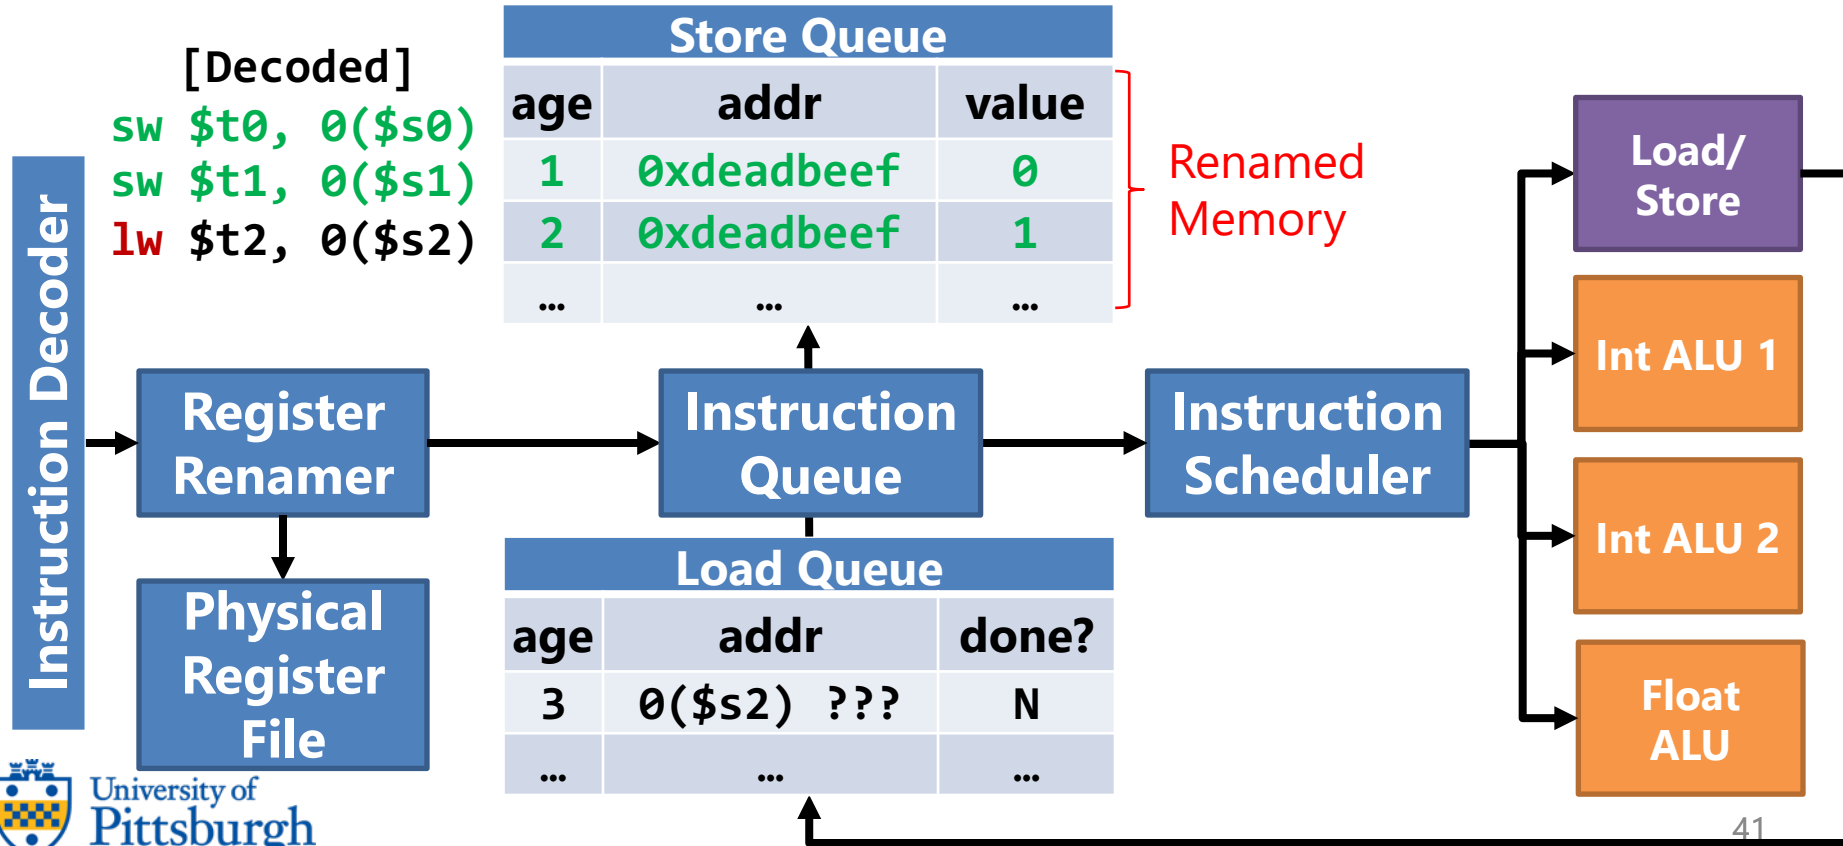 [Decoded]
sw $t0, 0($s0)
sw $t1, 0($s1)
lw $t2, 0($s2)
Store Queue
age addr value
1 0xdeadbeef 0
2 0xdeadbeef 1
… … …
Renamed
Memory
Instruction Decoder
Register
Renamer
Physical
Register
File
Instruction
Queue
Load Queue
age addr done?
3 0($s2) ??? N
… … …
Instruction
Scheduler
Load/
Store
Int ALU 1
Int ALU 2
Float
ALU
University of
Pittsburgh
41